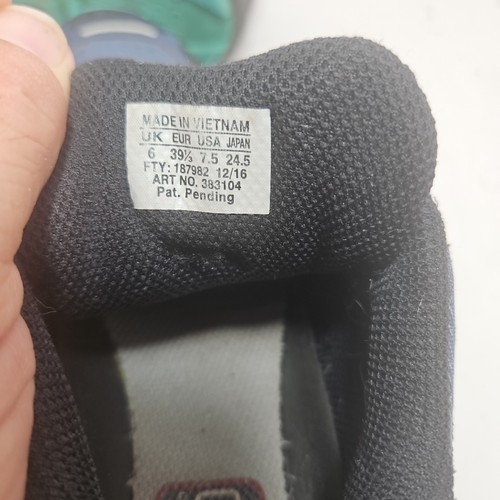 MADE IN VIETNAM
UK EUR USA JAPAN
6 39⅓ 7.5 24.5
FTY: 187982 12/16
ART NO. 383104
Pat. Pending